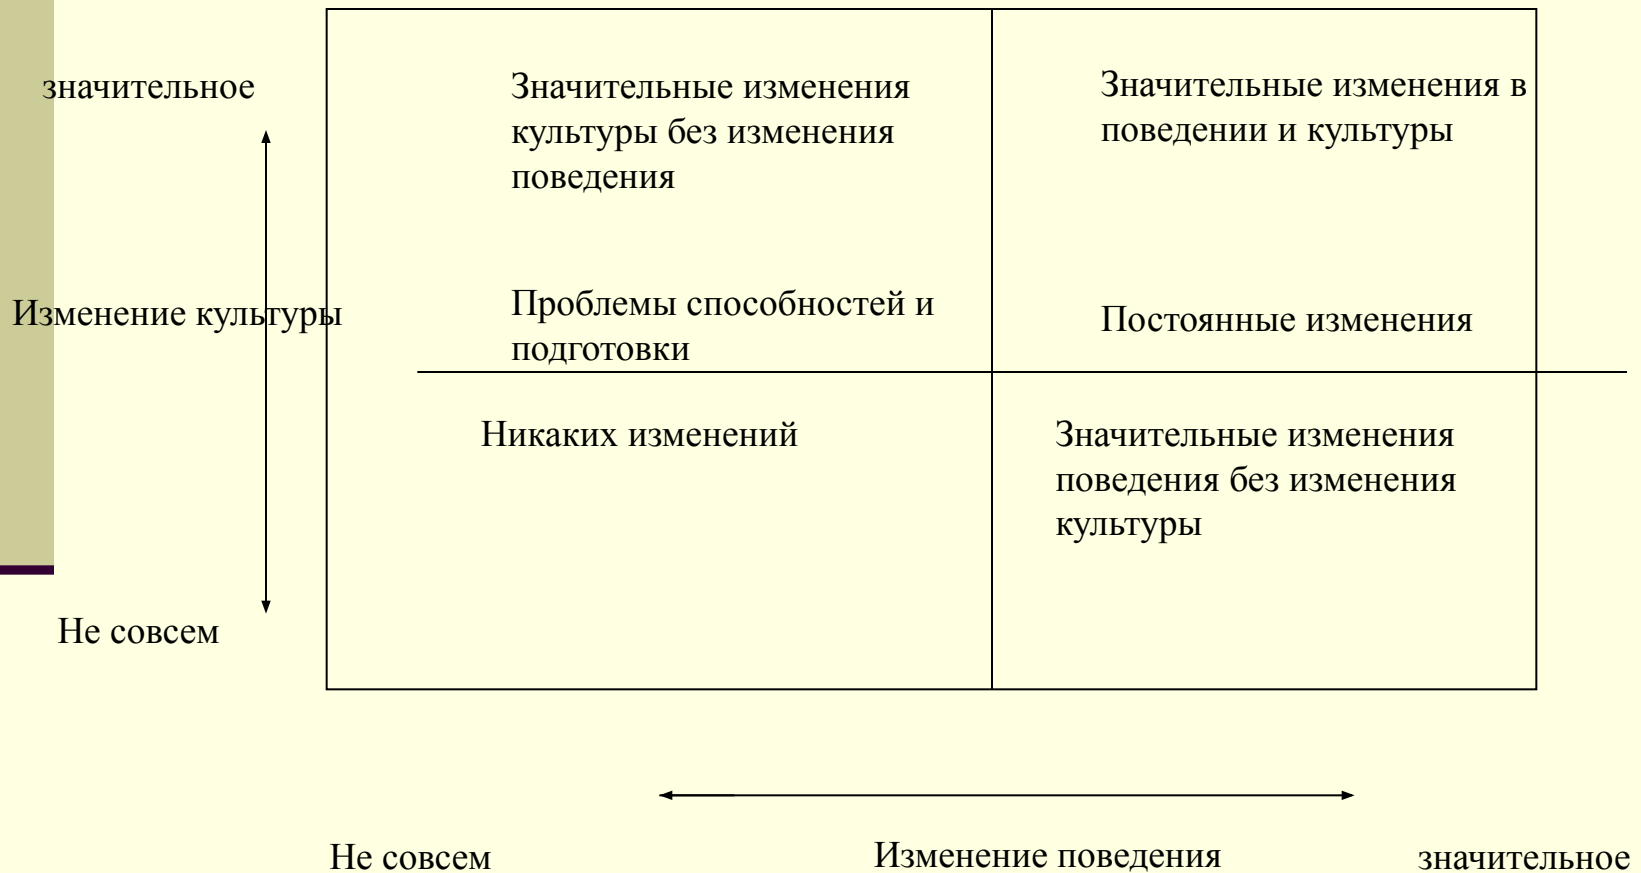 значительное
Значительные изменения
культуры без изменения
поведения
Значительные изменения в
поведении и культуры
Изменение культуры
Проблемы способностей и
подготовки
Постоянные изменения
Никаких изменений
Значительные изменения
поведения без изменения
культуры
Не совсем
Не совсем
Изменение поведения
значительное